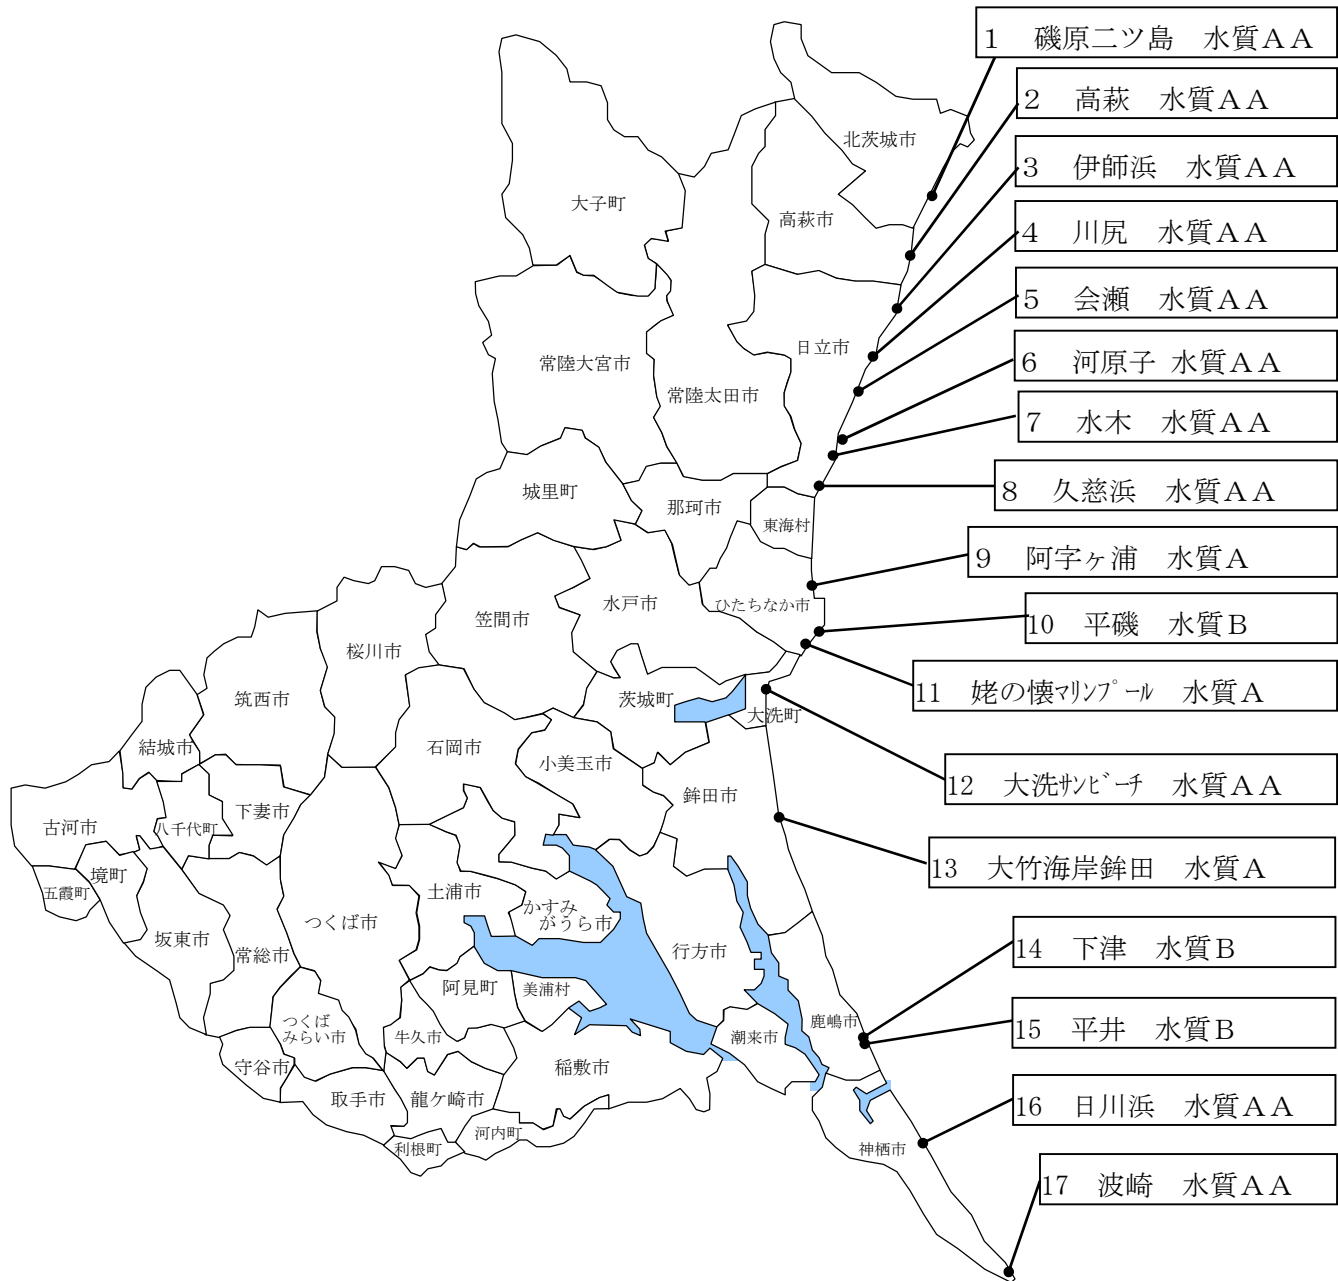 1　磯原二ツ島　水質ＡＡ
2　高萩　水質ＡＡ
3　伊師浜　水質ＡＡ
4　川尻　水質ＡＡ
5　会瀬　水質ＡＡ
6　河原子 水質ＡＡ
7　水木　水質ＡＡ
8　久慈浜　水質ＡＡ
9　阿字ヶ浦　水質Ａ
10　平磯　水質Ｂ
11　姥の懐ﾏﾘﾝﾌﾟｰﾙ　水質Ａ
12　大洗ｻﾝﾋﾞｰﾁ　水質ＡＡ
13　大竹海岸鉾田　水質Ａ
14　下津　水質Ｂ
15　平井　水質Ｂ
16　日川浜　水質ＡＡ
17　波崎　水質ＡＡ
北茨城市
大子町
高萩市
日立市
常陸大宮市
常陸太田市
城里町
那珂市
東海村
ひたちなか市
水戸市
笠間市
桜川市
筑西市
茨城町
大洗町
結城市
石岡市
小美玉市
鉾田市
下妻市
八千代町
古河市
境町
五霞町
土浦市
かすみ
がうら市
つくば市
坂東市
常総市
行方市
阿見町
美浦村
つくば
みらい市
牛久市
潮来市
鹿嶋市
守谷市
稲敷市
取手市
龍ケ崎市
河内町
利根町
神栖市